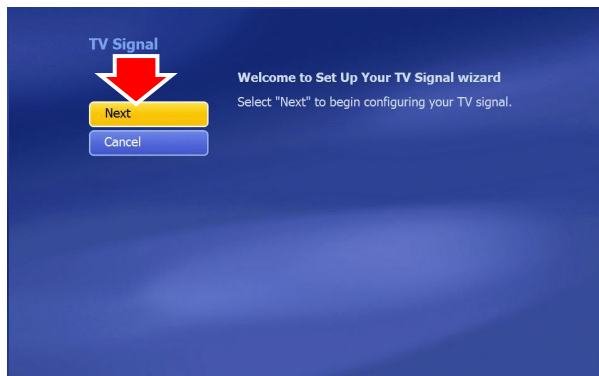 TV Signal
Welcome to Set Up Your TV Signal wizard
Select "Next" to begin configuring your TV signal.
Next
Cancel